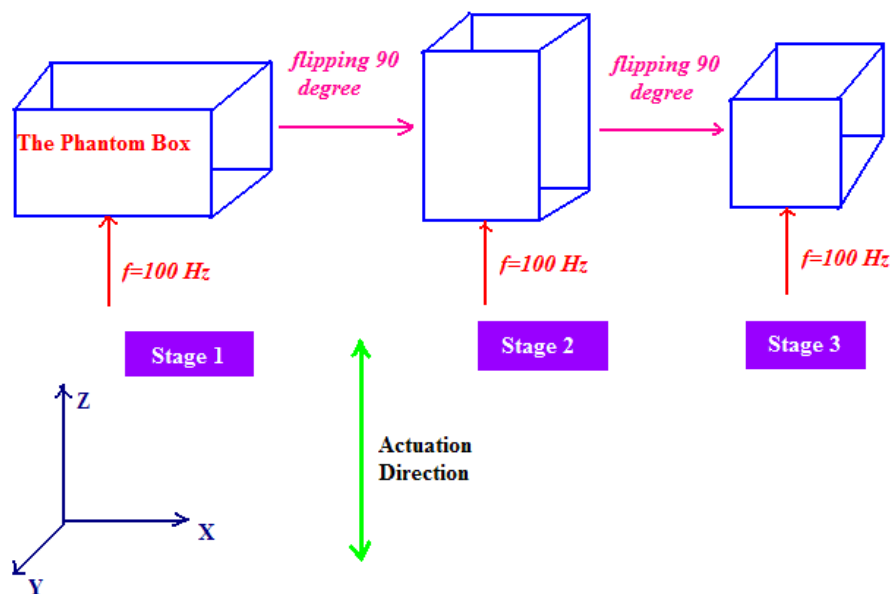 flipping 90
degree
flipping 90
degree
The Phantom Box
f=100 Hz
f=100 Hz
f=100 Hz
Stage 1
Stage 2
Stage 3
Z
Actuation
Direction
X
Y